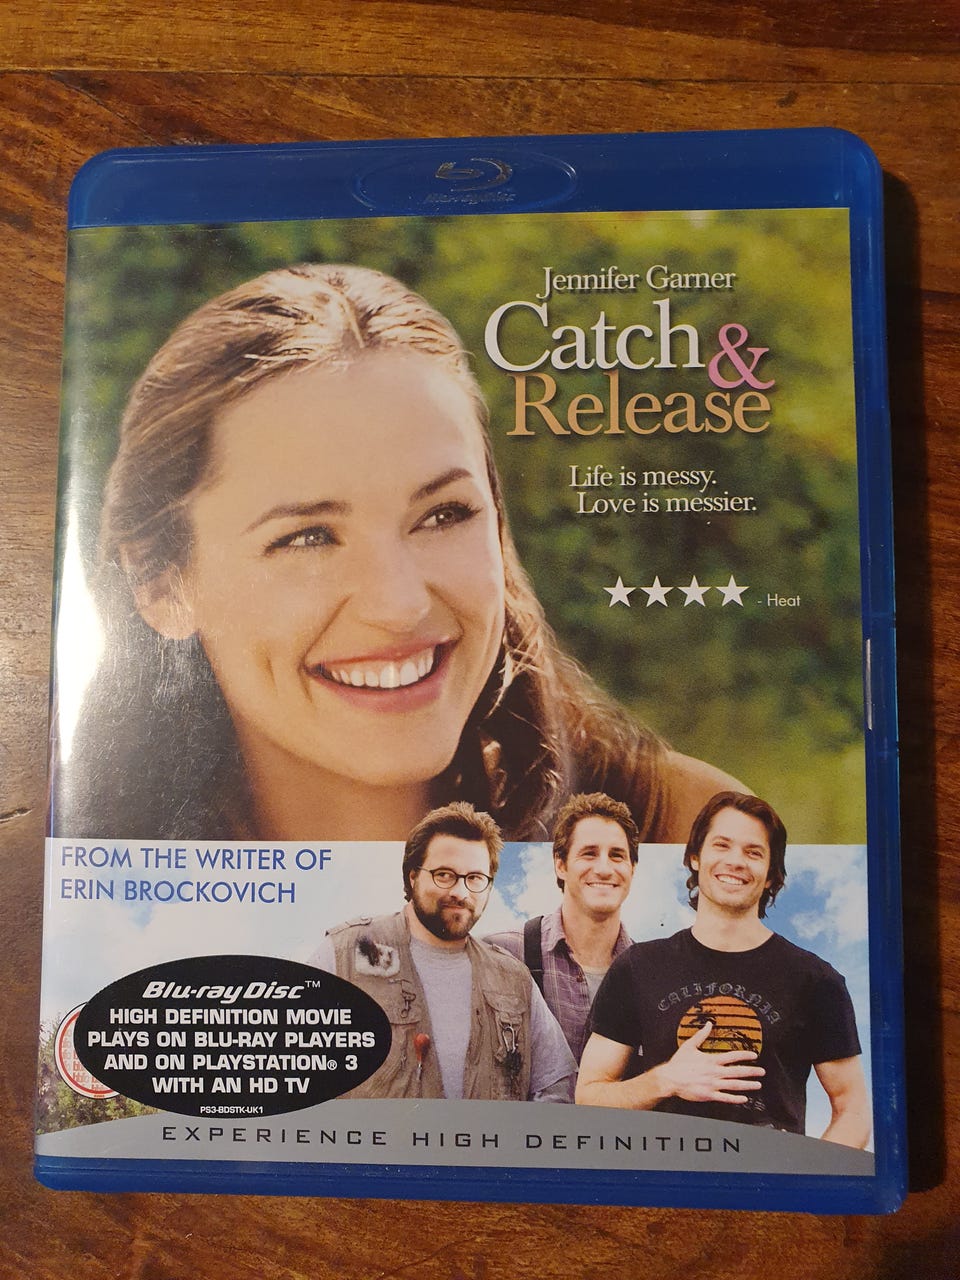 Blu-ray Disc
Jennifer Garner
Catch &
Release
Life is messy.
Love is messier.
★★★★ - Heat
FROM THE WRITER OF
ERIN BROCKOVICH
CALIFORNIA
Blu-ray Disc™
HIGH DEFINITION MOVIE
PLAYS ON BLU-RAY PLAYERS
AND ON PLAYSTATION® 3
WITH AN HD TV
PS3-BDSTK-UK1
EXPERIENCE HIGH DEFINITION